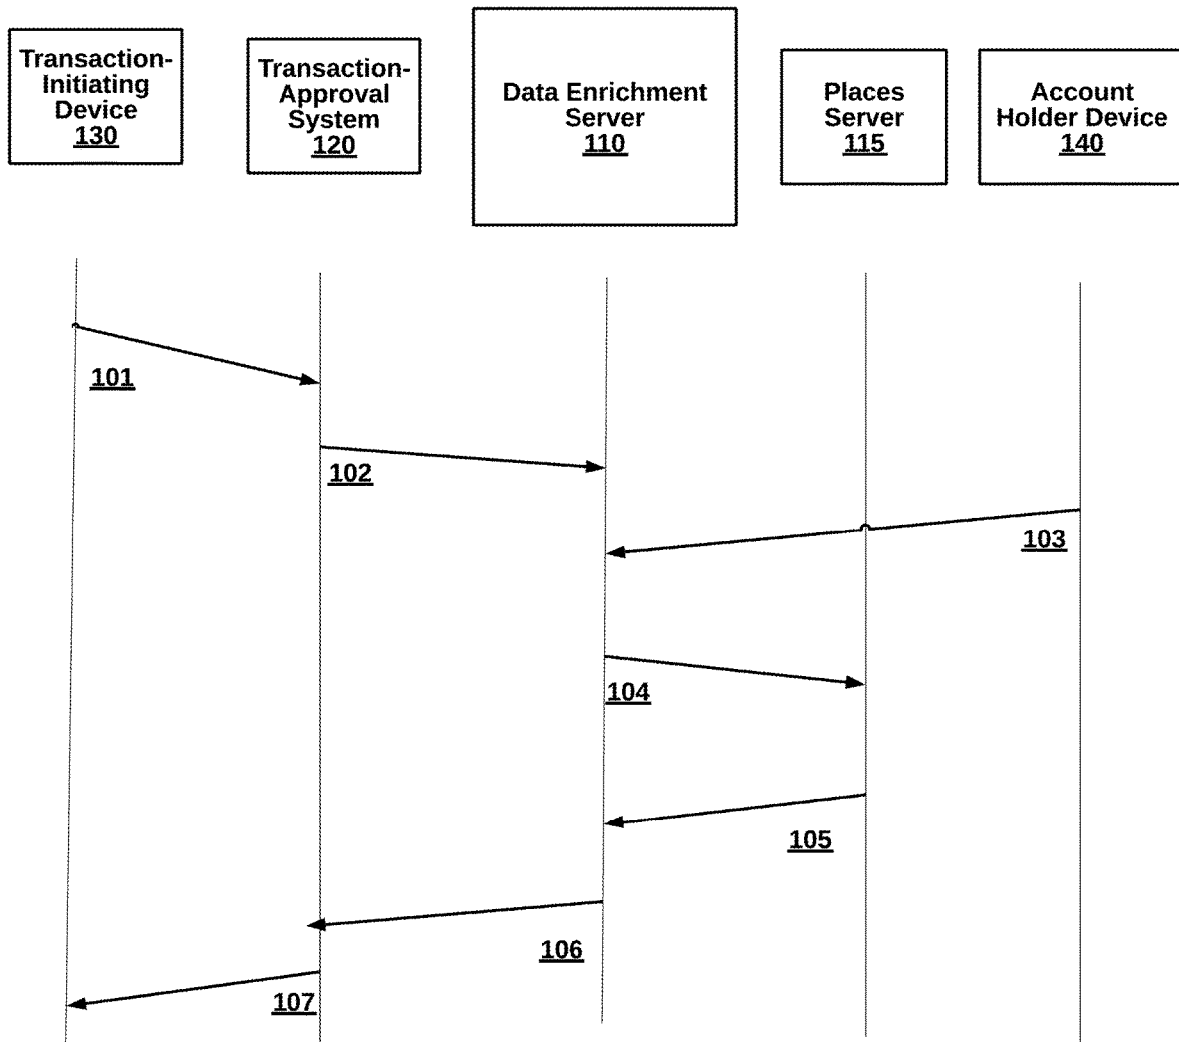 Transaction-
Initiating
Device
130
Transaction-
Approval
System
120
Data Enrichment
Server
110
Places
Server
115
Account
Holder Device
140
101
102
103
104
105
106
107